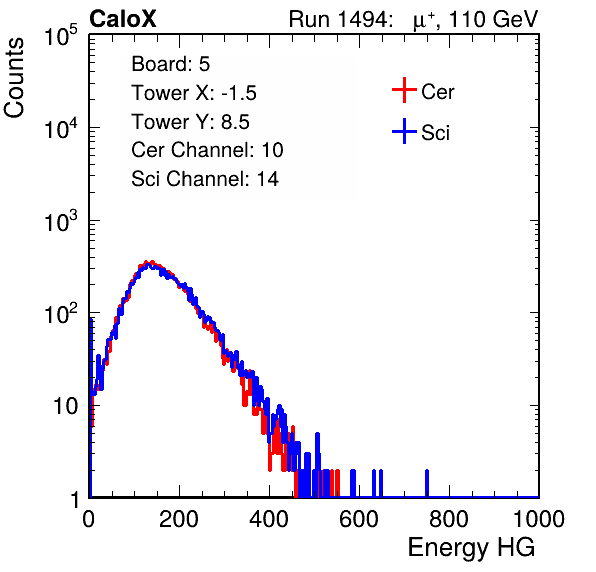 CaloX Run 1494: μ⁺, 110 GeV
Board: 5
Tower X: -1.5
Tower Y: 8.5
Cer Channel: 10
Sci Channel: 14
Cer
Sci
Counts
10⁵
10⁴
10³
10²
10
1
0 200 400 600 800 1000
Energy HG